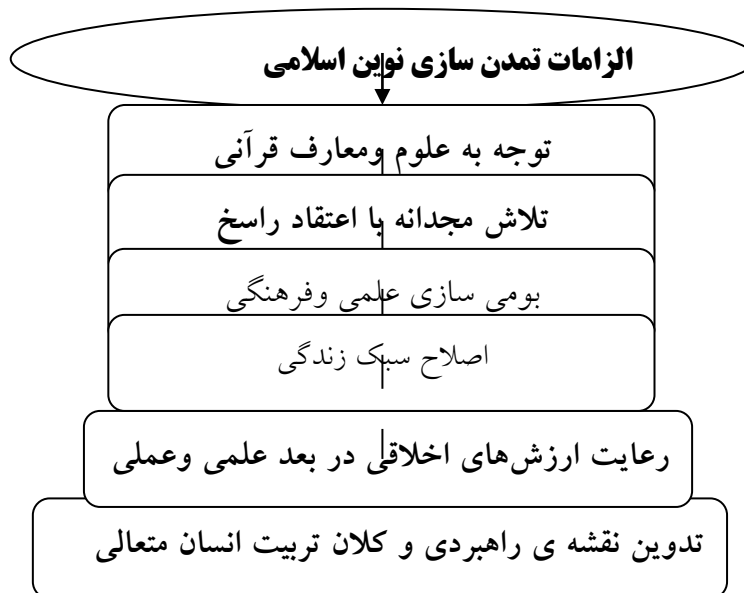 الزامات تمدن سازی نوین اسلامی
توجه به علوم ومعارف قرآنی
تلاش مجدانه با اعتقاد راسخ
بومی سازی علمی وفرهنگی
اصلاح سبک زندگی
رعایت ارزش‌های اخلاقی در بعد علمی وعملی
تدوین نقشه ی راهبردی و کلان تربیت انسان متعالی